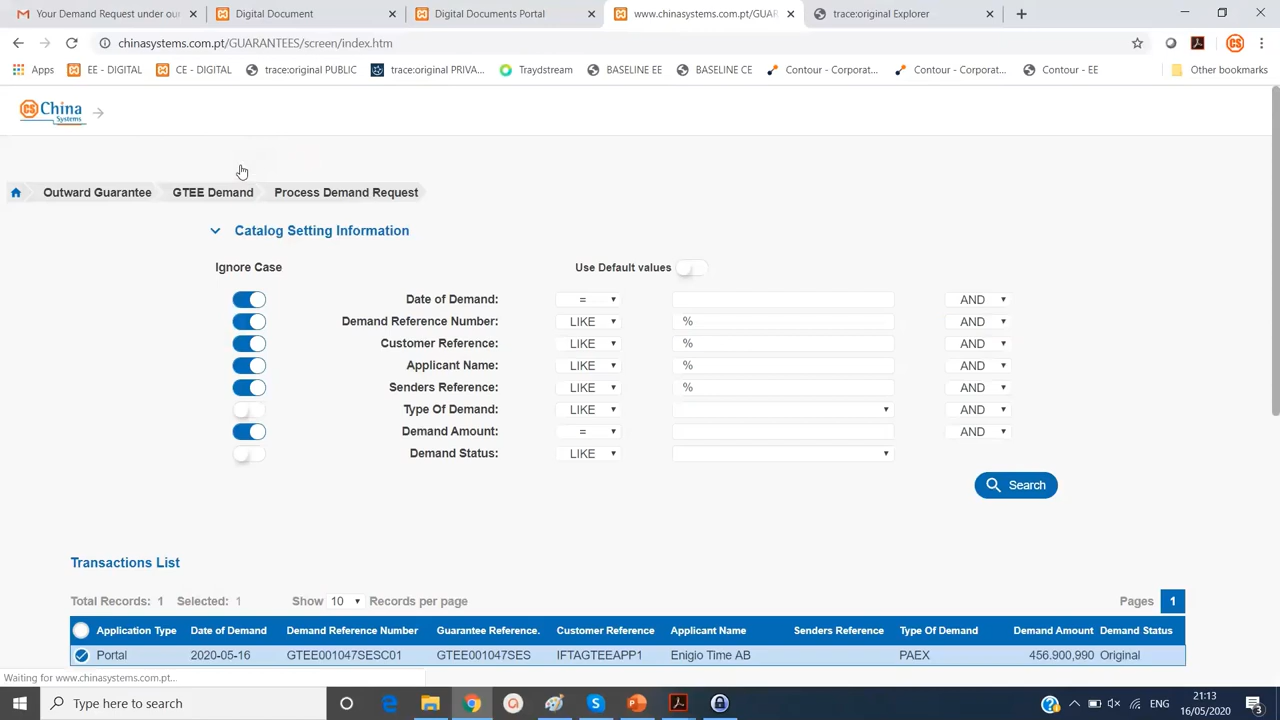 Your Demand Request under our
Digital Document
Digital Documents Portal
www.chinasystems.com.pt/GUAR
trace:original Explorer
chinasystems.com.pt/GUARANTEES/screen/index.htm
Apps
EE - DIGITAL
CE - DIGITAL
trace:original PUBLIC
trace:original PRIVA...
Traydstream
BASELINE EE
BASELINE CE
Contour - Corporat...
Contour - Corporat...
Contour - EE
Other bookmarks
CS China
Systems
Outward Guarantee
GTEE Demand
Process Demand Request
Catalog Setting Information
Ignore Case
Use Default values
Date of Demand: = AND
Demand Reference Number: LIKE % AND
Customer Reference: LIKE % AND
Applicant Name: LIKE % AND
Senders Reference: LIKE % AND
Type Of Demand: LIKE AND
Demand Amount: = AND
Demand Status: LIKE
Search
Transactions List
Total Records: 1 Selected: 1 Show 10 Records per page Pages 1
Application Type Date of Demand Demand Reference Number Guarantee Reference. Customer Reference Applicant Name Senders Reference Type Of Demand Demand Amount Demand Status
Portal 2020-05-16 GTEE001047SESC01 GTEE001047SES IFTAGTEEAPP1 Enigio Time AB PAEX 456.900,990 Original
Waiting for www.chinasystems.com.pt...
Type here to search
ENG
21:13
16/05/2020
3